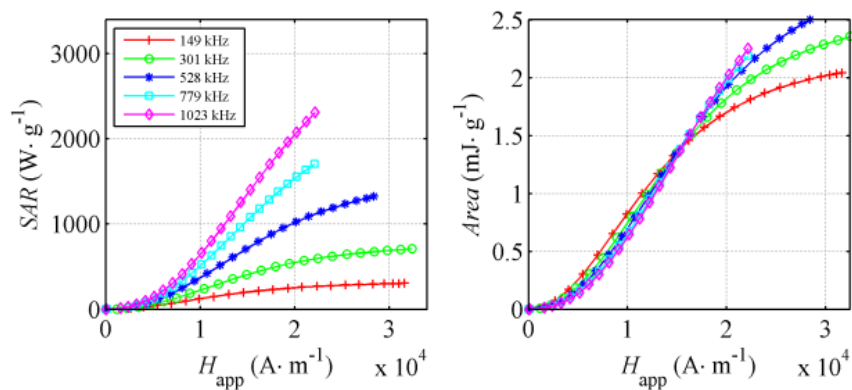 3000
2000
1000
0
SAR (W· g⁻¹)
149 kHz
301 kHz
528 kHz
779 kHz
1023 kHz
0
1
2
3
H_app (A· m⁻¹)
x 10⁴
2.5
2
1.5
1
0.5
0
Area (mJ· g⁻¹)
0
1
2
3
H_app (A· m⁻¹)
x 10⁴